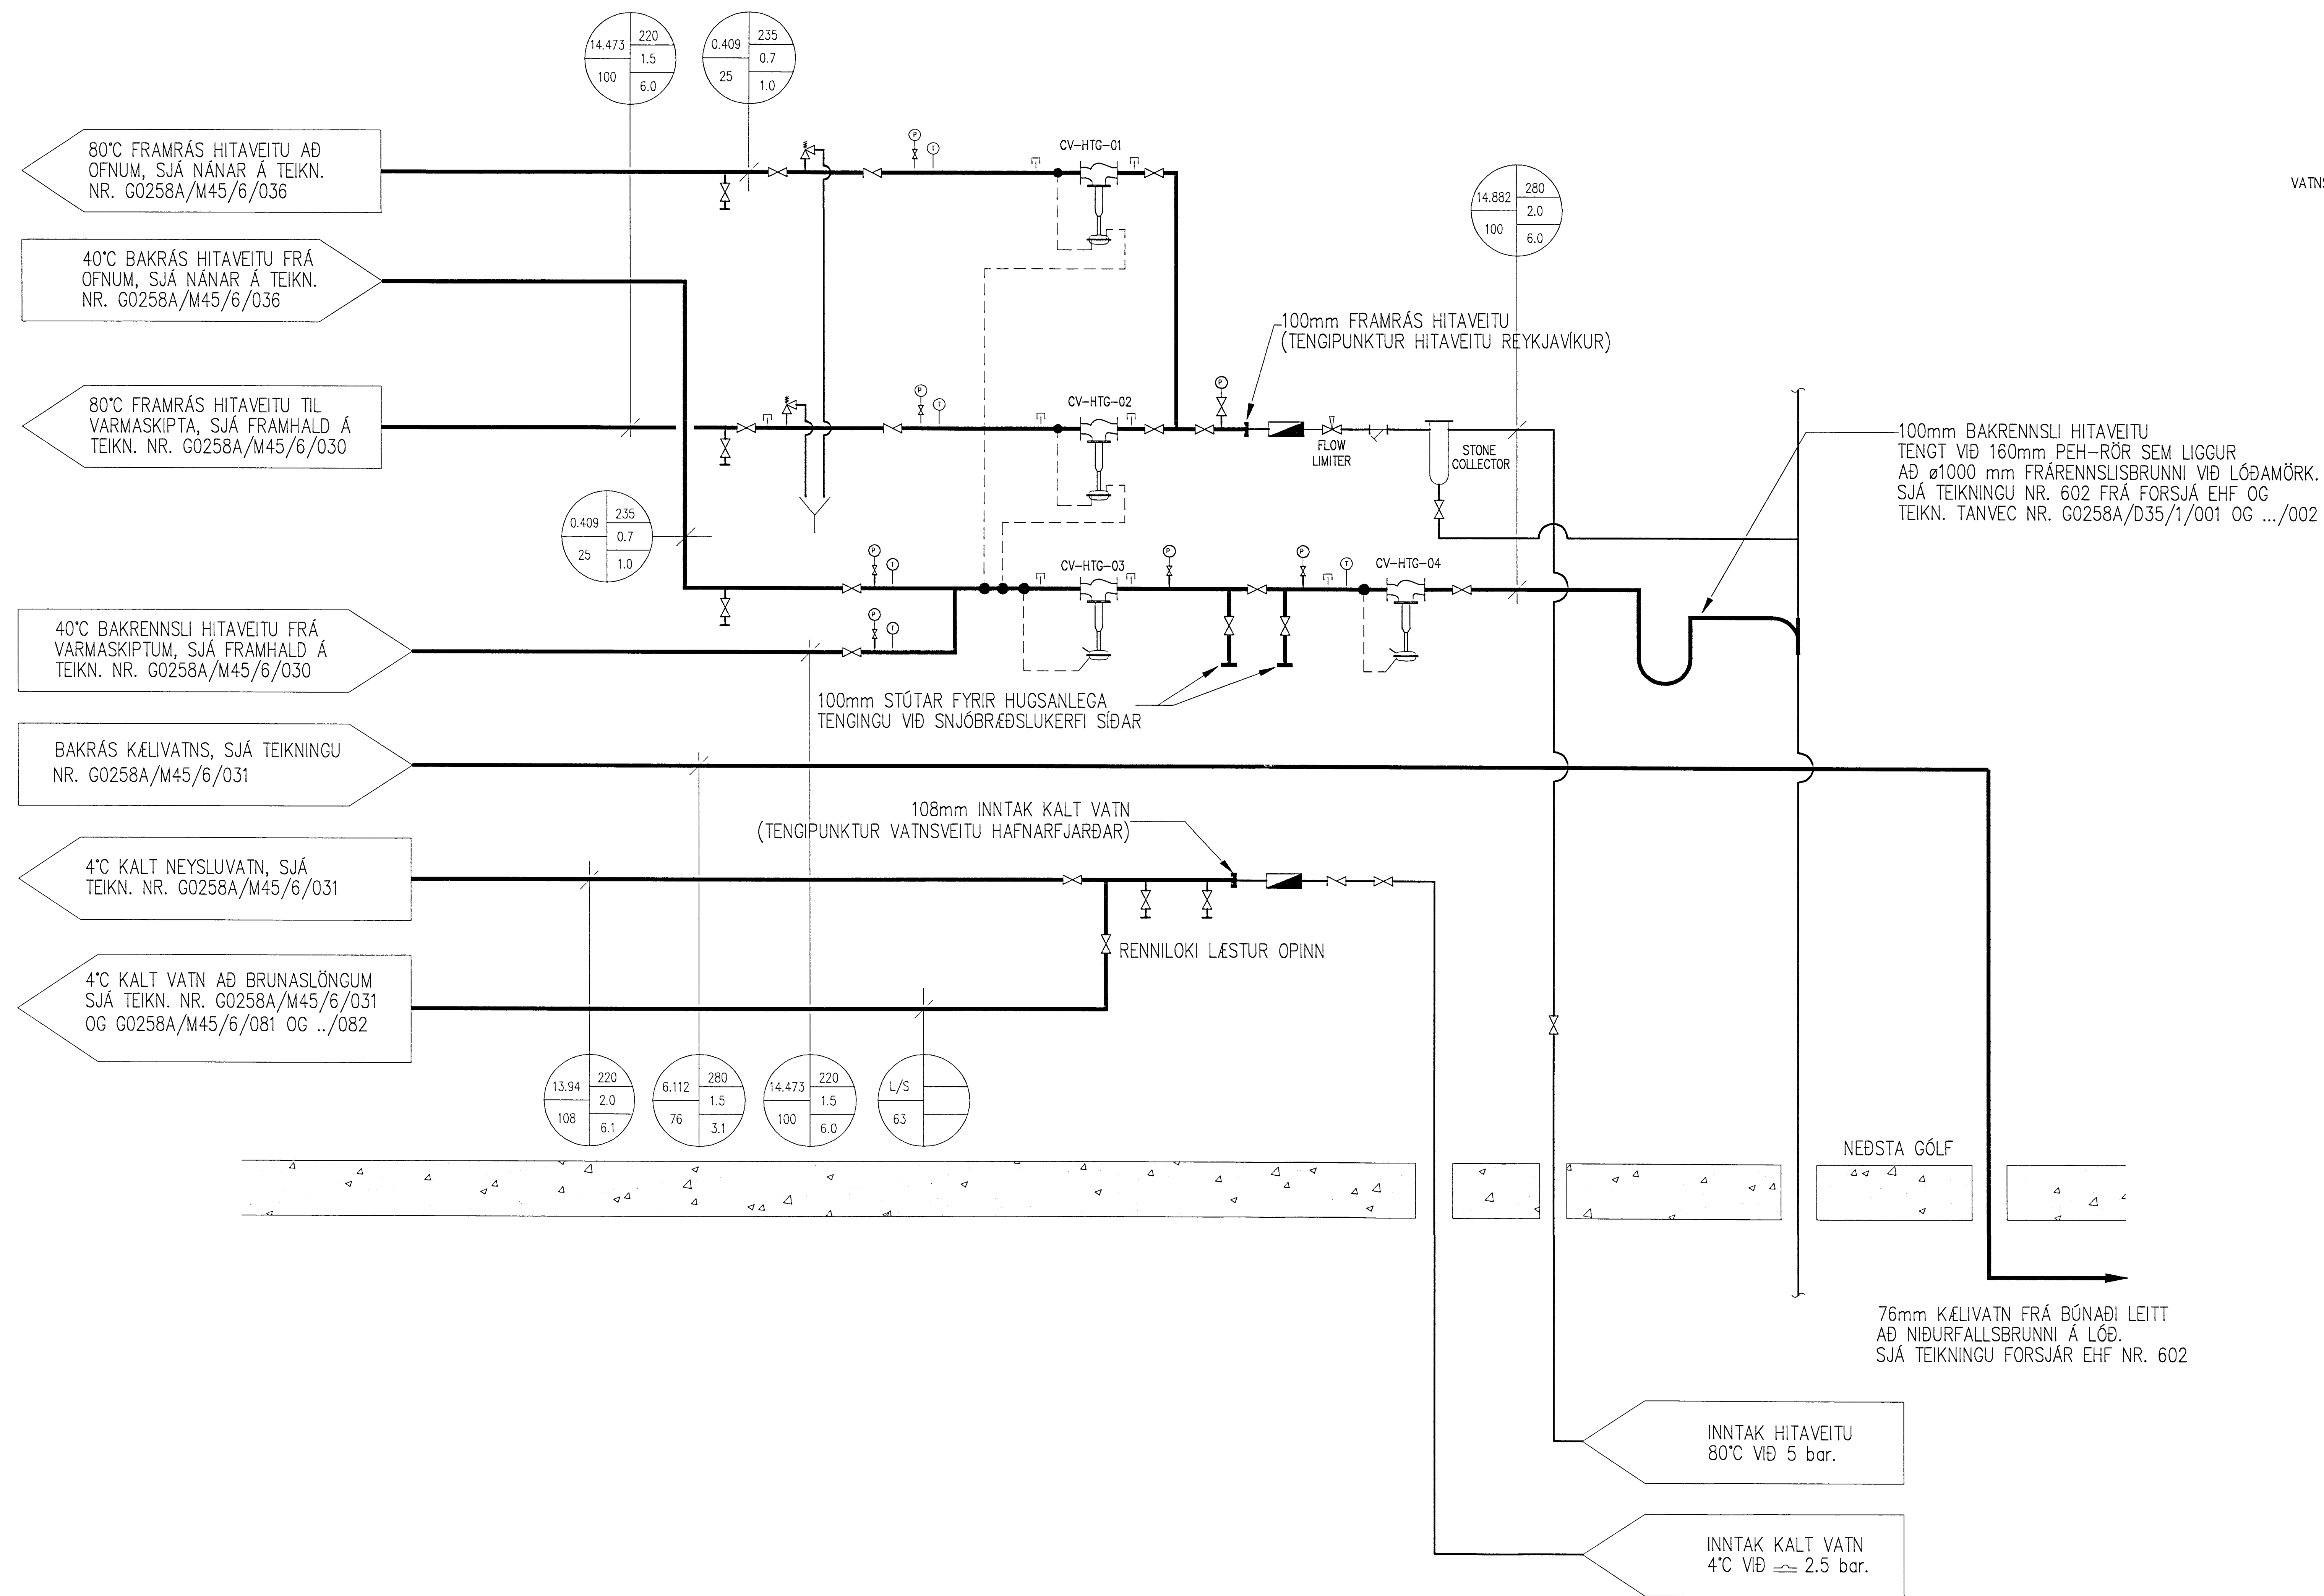 14.473
220
1.5
100
6.0
0.409
235
0.7
25
1.0
80°C FRAMRÁS HITAVEITU AÐ
OFNUM, SJÁ NÁNAR Á TEIKN.
NR. G0258A/M45/6/036
P
T
CV-HTG-01
VATNS
14.882
280
2.0
100
6.0
40°C BAKRÁS HITAVEITU FRÁ
OFNUM, SJÁ NÁNAR Á TEIKN.
NR. G0258A/M45/6/036
100mm FRAMRÁS HITAVEITU
(TENGIPUNKTUR HITAVEITU REYKJAVÍKUR)
80°C FRAMRÁS HITAVEITU TIL
VARMASKIPTA, SJÁ FRAMHALD Á
TEIKN. NR. G0258A/M45/6/030
P
T
CV-HTG-02
P
FLOW
LIMITER
STONE
COLLECTOR
100mm BAKRENNSLI HITAVEITU
TENGT VIÐ 160mm PEH-RÖR SEM LIGGUR
AÐ ø1000 mm FRÁRENNSLISBRUNNI VIÐ LÓÐAMÖRK.
SJÁ TEIKNINGU NR. 602 FRÁ FORSJÁ EHF OG
TEIKN. TANVEC NR. G0258A/D35/1/001 OG .../002
0.409
235
0.7
25
1.0
P
T
CV-HTG-03
P
P
T
CV-HTG-04
40°C BAKRENNSLI HITAVEITU FRÁ
VARMASKIPTUM, SJÁ FRAMHALD Á
TEIKN. NR. G0258A/M45/6/030
P
T
100mm STÚTAR FYRIR HUGSANLEGA
TENGINGU VIÐ SNJÓBRÆÐSLUKERFI SÍÐAR
BAKRÁS KÆLIVATNS, SJÁ TEIKNINGU
NR. G0258A/M45/6/031
108mm INNTAK KALT VATN
(TENGIPUNKTUR VATNSVEITU HAFNARFJARÐAR)
4°C KALT NEYSLUVATN, SJÁ
TEIKN. NR. G0258A/M45/6/031
RENNILOKI LÆSTUR OPINN
4°C KALT VATN AÐ BRUNASLÖNGUM
SJÁ TEIKN. NR. G0258A/M45/6/031
OG G0258A/M45/6/081 OG ../082
13.94
220
2.0
108
6.1
6.112
280
1.5
76
3.1
14.473
220
1.5
100
6.0
L/S
63
NEÐSTA GÓLF
76mm KÆLIVATN FRÁ BÚNAÐI LEITT
AÐ NIÐURFALLSBRUNNI Á LÓÐ.
SJÁ TEIKNINGU FORSJÁR EHF NR. 602
INNTAK HITAVEITU
80°C VIÐ 5 bar.
INNTAK KALT VATN
4°C VIÐ ≏ 2.5 bar.